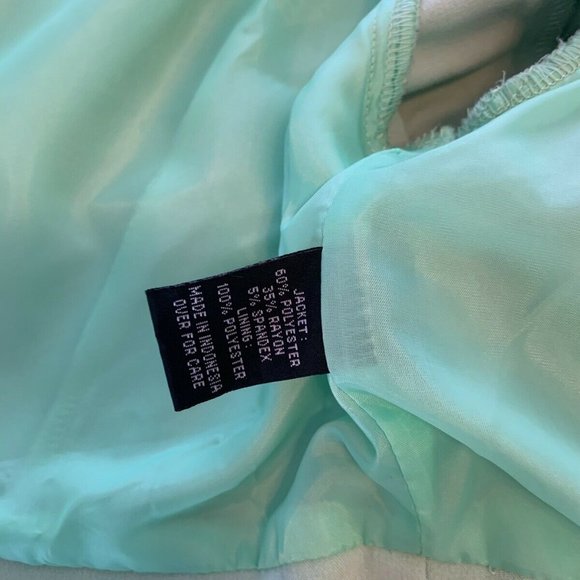 JACKET:
60% POLYESTER
35% RAYON
5% SPANDEX
LINING:
100% POLYESTER
MADE IN INDONESIA
OVER FOR CARE